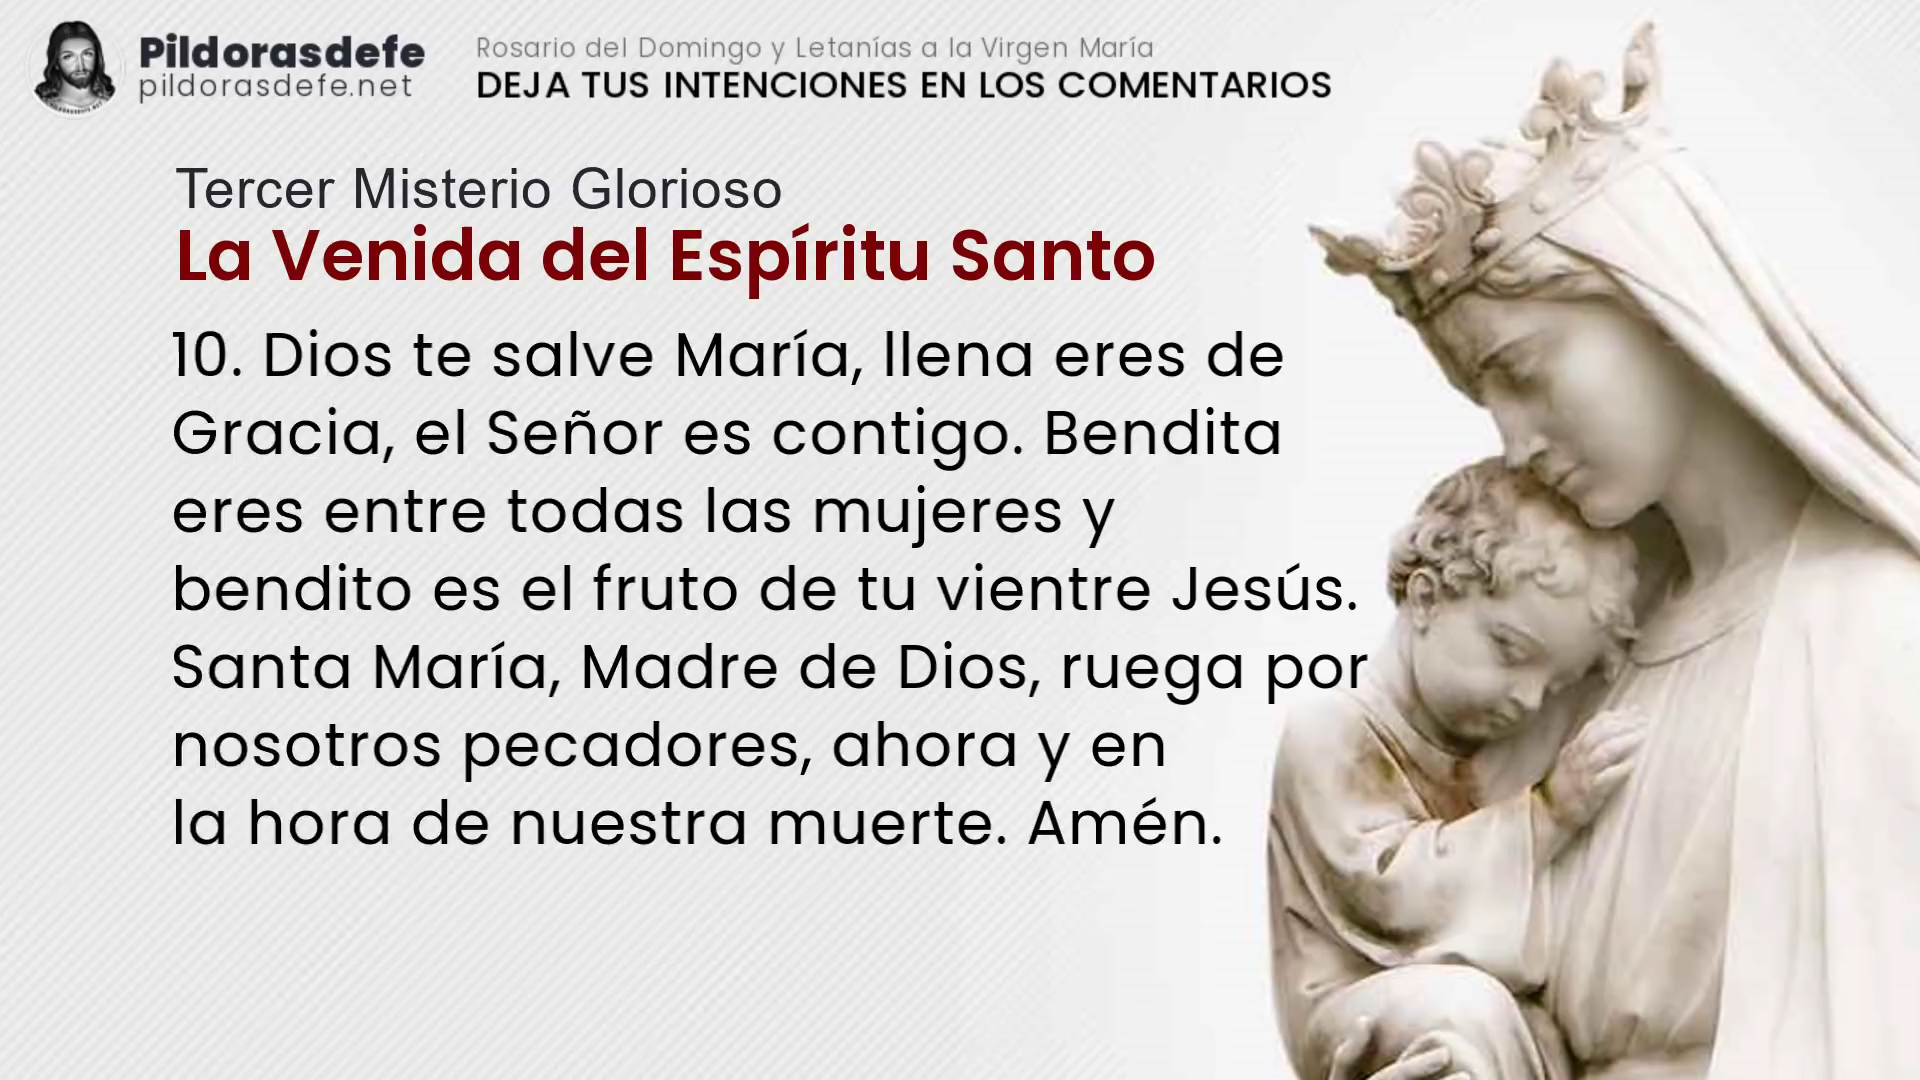 Pildorasdefe
pildorasdefe.net
Rosario del Domingo y Letanías a la Virgen María
DEJA TUS INTENCIONES EN LOS COMENTARIOS
Tercer Misterio Glorioso
La Venida del Espíritu Santo
10. Dios te salve María, llena eres de
Gracia, el Señor es contigo. Bendita
eres entre todas las mujeres y
bendito es el fruto de tu vientre Jesús.
Santa María, Madre de Dios, ruega por
nosotros pecadores, ahora y en
la hora de nuestra muerte. Amén.